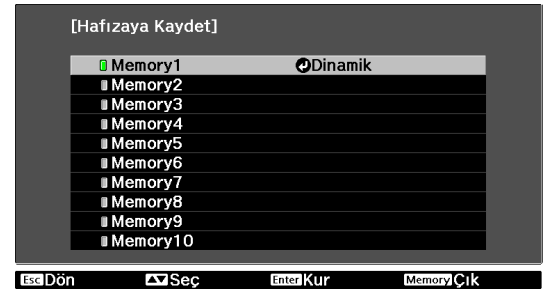 [Hafızaya Kaydet]
Memory1 Dinamik
Memory2
Memory3
Memory4
Memory5
Memory6
Memory7
Memory8
Memory9
Memory10
Esc Dön Seç Enter Kur Memory Çık